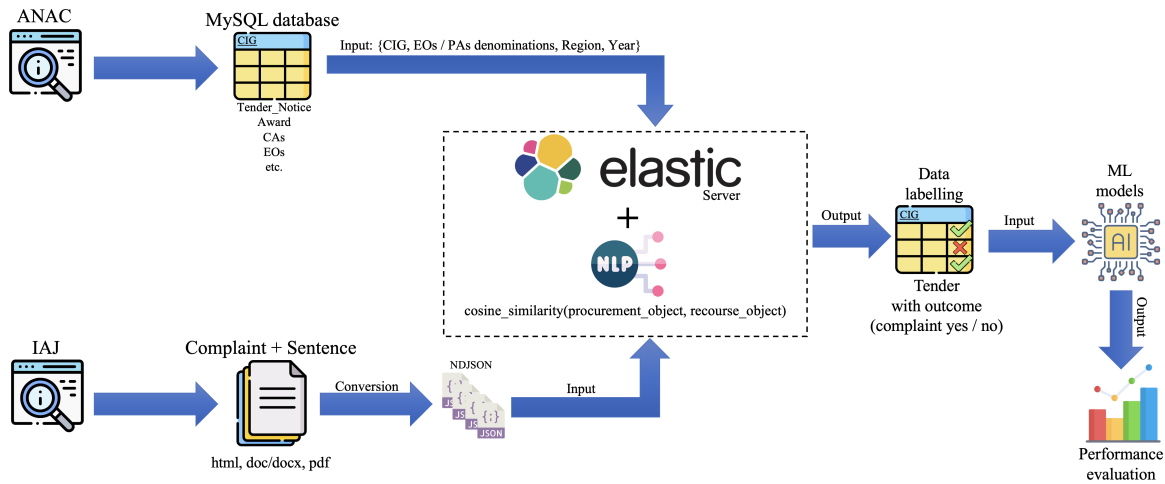 ANAC
MySQL database
CIG
Tender_Notice
Award
CAs
EOs
etc.
Input: {CIG, EOs / PAs denominations, Region, Year}
elastic
Server
+
NLP
cosine_similarity(procurement_object, recourse_object)
IAJ
Complaint + Sentence
html, doc/docx, pdf
Conversion
NDJSON
{;}
JSON
Input
Output
Data
labelling
CIG
Tender
with outcome
(complaint yes / no)
Input
ML
models
AI
Output
Performance
evaluation